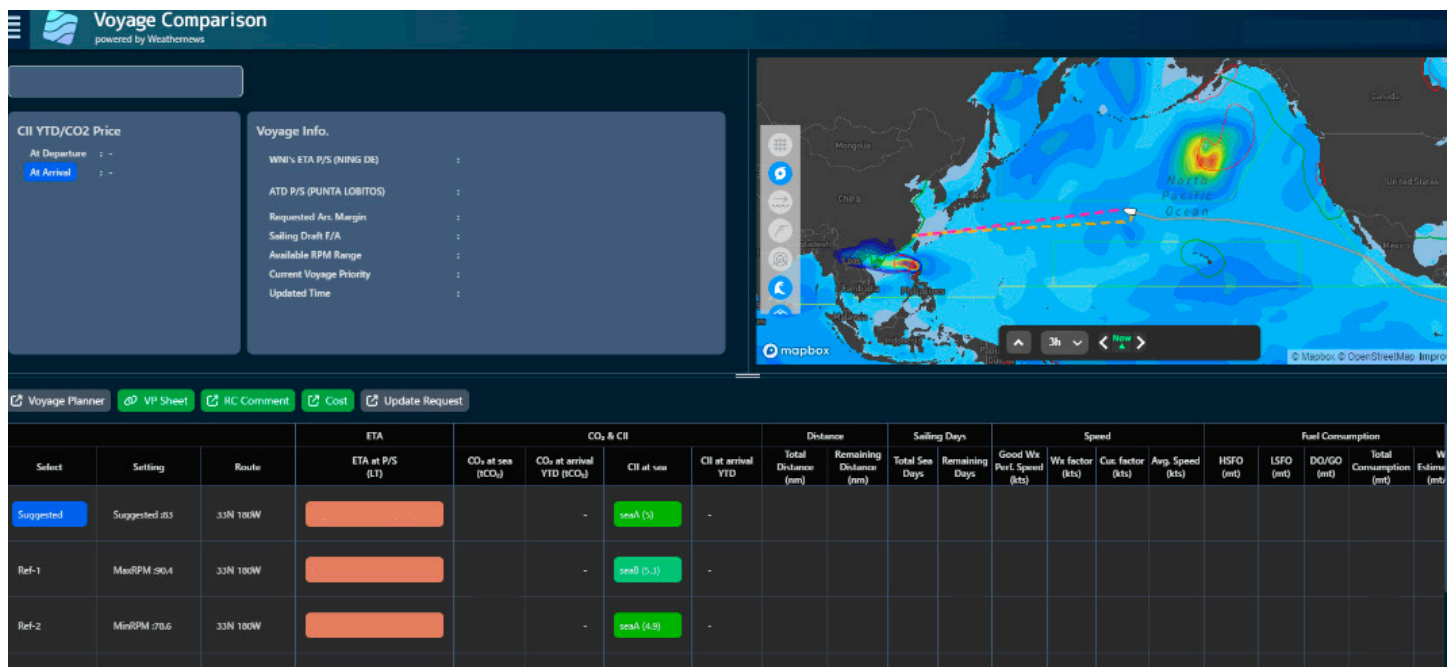 Voyage Comparison
powered by Weathernews
CII YTD/CO2 Price
At Departure : -
At Arrival : -
Voyage Info.
WNI's ETA P/S (NING DE) :
ATD P/S (PUNTA LOBITOS) :
Requested Arr. Margin :
Sailing Draft F/A :
Available RPM Range :
Current Voyage Priority :
Updated Time :
Canada
Mongolia
North
Pacific
Ocean
United States
China
Mexico
Cambodia
Philippines
3h Now
mapbox
© Mapbox © OpenStreetMap Improv
Voyage Planner VP Sheet RC Comment Cost Update Request
ETA CO₂ & CII Distance Sailing Days Speed Fuel Consumption
Select Setting Route ETA at P/S (LT) CO₂ at sea (tCO₂) CO₂ at arrival YTD (tCO₂) CII at sea CII at arrival YTD Total Distance (nm) Remaining Distance (nm) Total Sea Days Remaining Days Good Wx Perf. Speed (kts) Wx factor (kts) Cur. factor (kts) Avg. Speed (kts) HSFO (mt) LSFO (mt) DO/GO (mt) Total Consumption (mt) W Estima (mt/
Suggested Suggested :83 33N 180W - seaA (5) -
Ref-1 MaxRPM :90.4 33N 180W - seaB (5.3) -
Ref-2 MinRPM :78.6 33N 180W - seaA (4.9) -